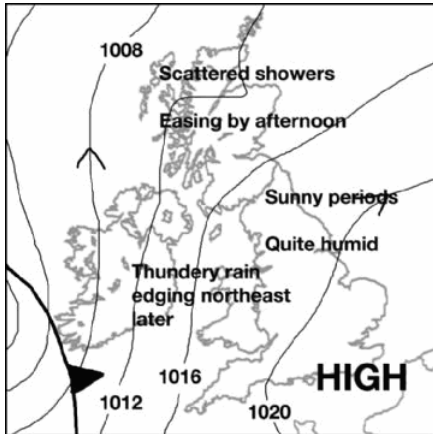 1008
Scattered showers
Easing by afternoon
Sunny periods
Quite humid
Thundery rain
edging northeast
later
1016
HIGH
1012
1020